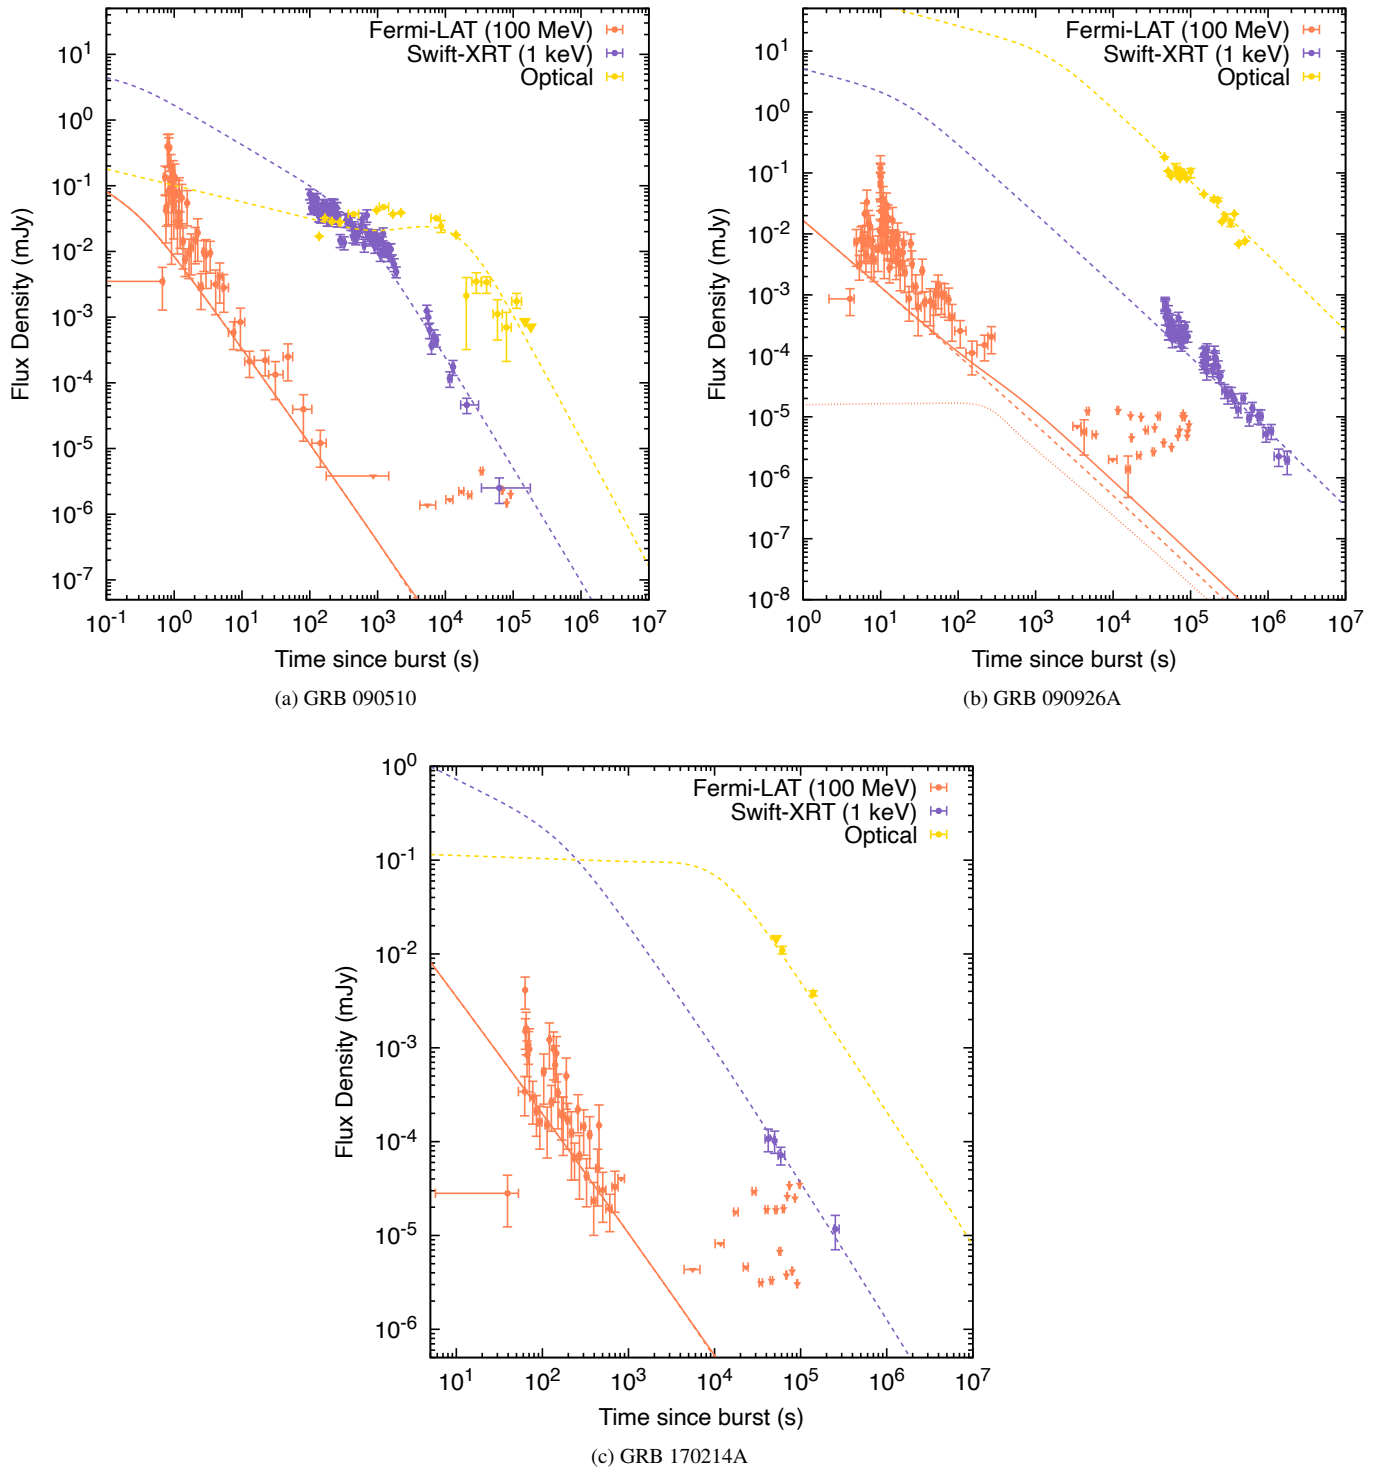 Fermi-LAT (100 MeV)
Swift-XRT (1 keV)
Optical
Flux Density (mJy)
10^1
10^0
10^-1
10^-2
10^-3
10^-4
10^-5
10^-6
10^-7
10^-1 10^0 10^1 10^2 10^3 10^4 10^5 10^6 10^7
Time since burst (s)
(a) GRB 090510
Fermi-LAT (100 MeV)
Swift-XRT (1 keV)
Optical
Flux Density (mJy)
10^1
10^0
10^-1
10^-2
10^-3
10^-4
10^-5
10^-6
10^-7
10^-8
10^0 10^1 10^2 10^3 10^4 10^5 10^6 10^7
Time since burst (s)
(b) GRB 090926A
Fermi-LAT (100 MeV)
Swift-XRT (1 keV)
Optical
Flux Density (mJy)
10^0
10^-1
10^-2
10^-3
10^-4
10^-5
10^-6
10^1 10^2 10^3 10^4 10^5 10^6 10^7
Time since burst (s)
(c) GRB 170214A